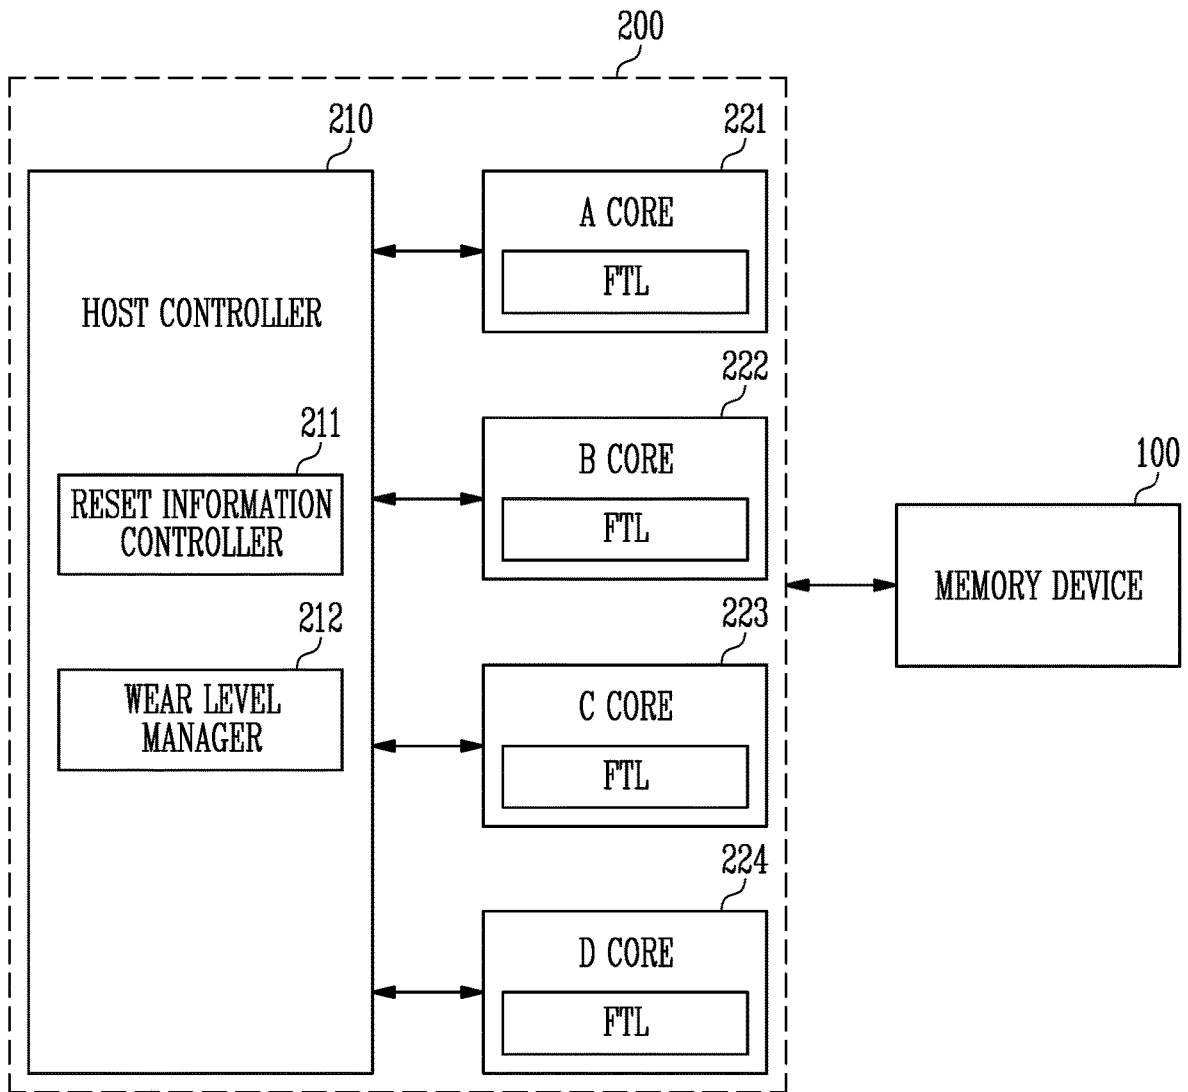 200
210
221
A CORE
FTL
HOST CONTROLLER
222
211
B CORE
RESET INFORMATION
CONTROLLER
FTL
100
MEMORY DEVICE
212
223
WEAR LEVEL
MANAGER
C CORE
FTL
224
D CORE
FTL